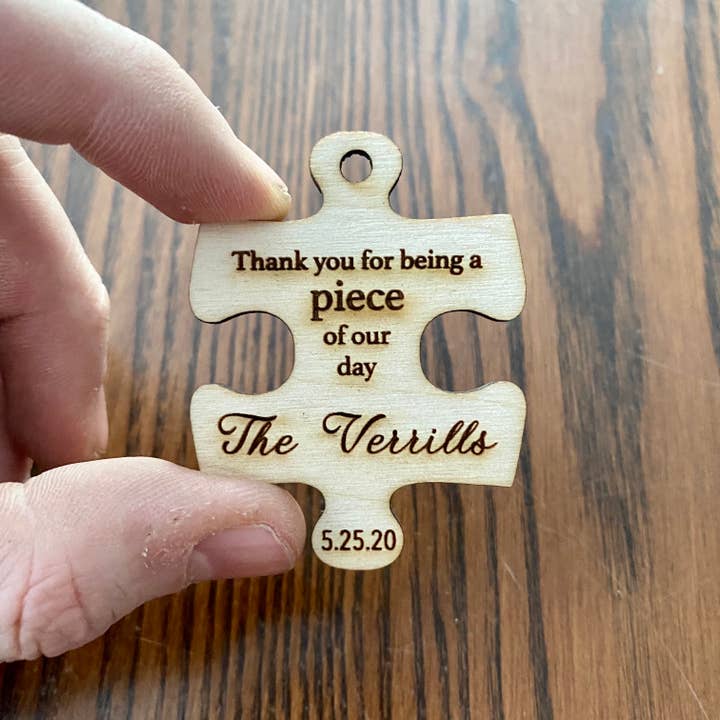 Thank you for being a
piece
of our
day
The Verrills
5.25.20